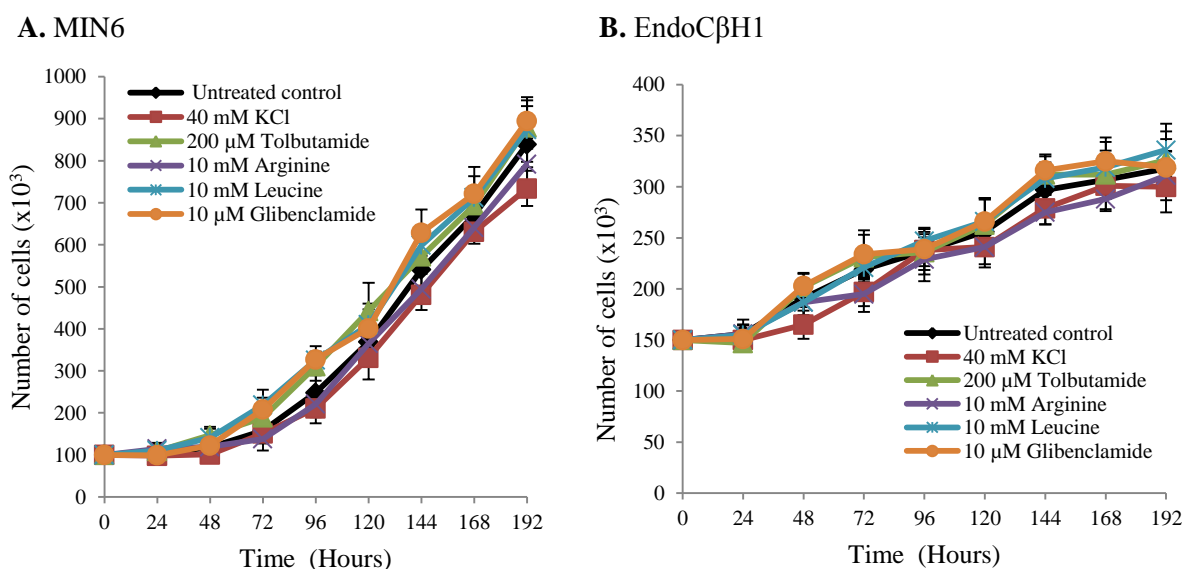 A. MIN6
1000
900
800
700
600
500
400
300
200
100
0
Number of cells (x10³)
Untreated control
40 mM KCl
200 µM Tolbutamide
10 mM Arginine
10 mM Leucine
10 µM Glibenclamide
0 24 48 72 96 120 144 168 192
Time (Hours)
B. EndoCβH1
400
350
300
250
200
150
100
50
0
Number of cells (x10³)
Untreated control
40 mM KCl
200 µM Tolbutamide
10 mM Arginine
10 mM Leucine
10 µM Glibenclamide
0 24 48 72 96 120 144 168 192
Time (Hours)